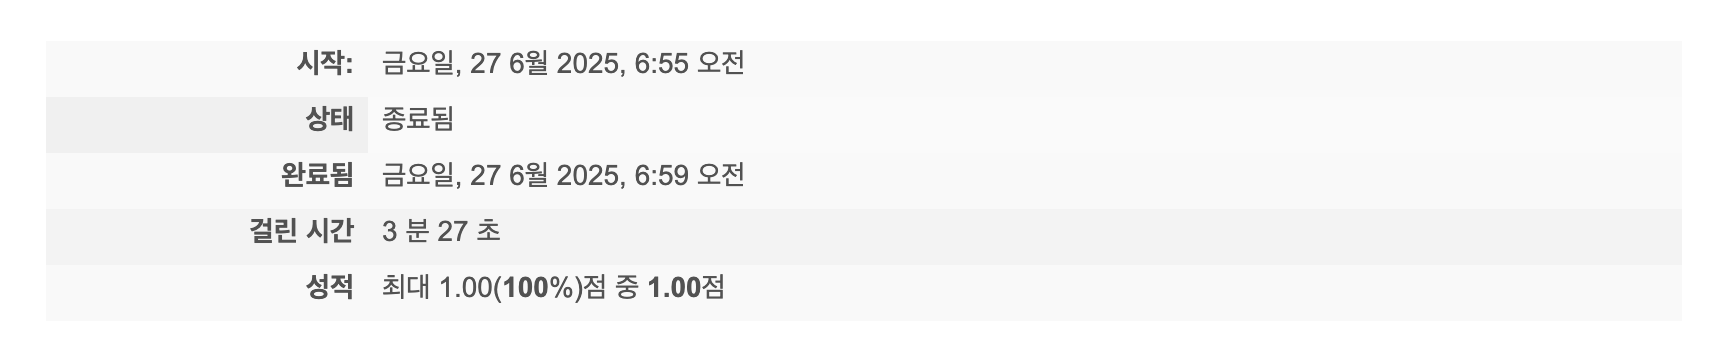 시작: 금요일, 27 6월 2025, 6:55 오전
상태 종료됨
완료됨 금요일, 27 6월 2025, 6:59 오전
걸린 시간 3 분 27 초
성적 최대 1.00(100%)점 중 1.00점